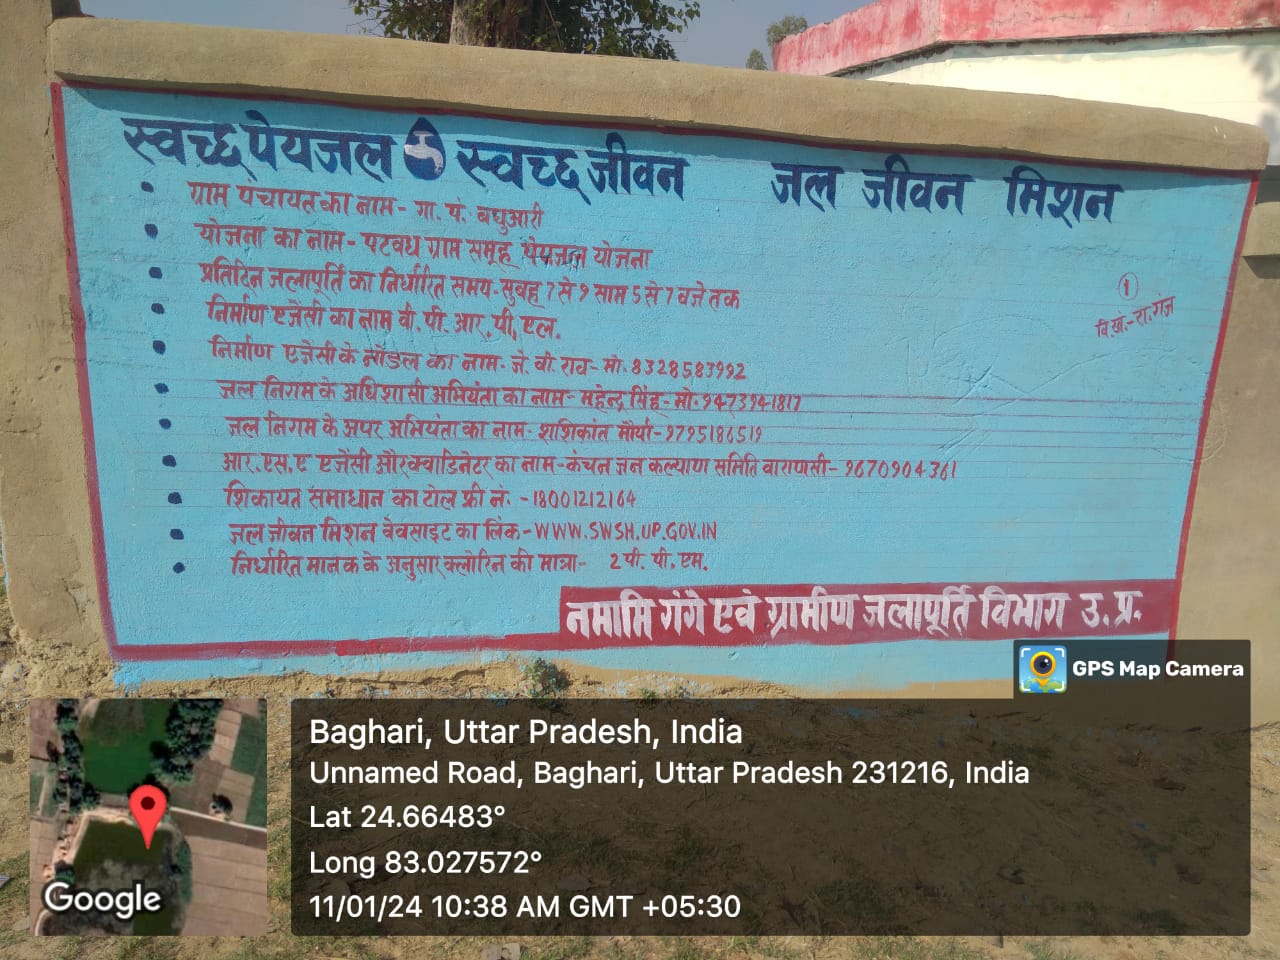 स्वच्छ पेयजल स्वच्छ जीवन जल जीवन मिशन
ग्राम पंचायत का नाम- गा. पं. बघुआरी
योजना का नाम- पटवध ग्राम समूह पेयजल योजना
प्रतिदिन जलापूर्ति का निर्धारित समय- सुबह 7 से 9 साम 5 से 7 बजे तक
निर्माण एजेंसी का नाम वी. पी. आर. पी. एल.
निर्माण एजेंसी के नोडल का नाम- जे. वी. राव- मो. 8328583992
जल निगम के अधिशासी अभियंता का नाम- महेन्द्र सिंह- मो. 9473941817
जल निगम के अपर अभियंता का नाम- शशिकांत मौर्या- 9795186519
आर. एस. ए एजेंसी और क्वाडिनेटर का नाम- कंचन जन कल्याण समिति वाराणसी- 9670904361
शिकायत समाधान का टोल फ्री नं. - 18001212164
जल जीवन मिशन वेवसाइट का लिंक- WWW.SWSH.UP.GOV.IN
निर्धारित मानक के अनुसार क्लोरिन की मात्रा- 2 पी. पी. एम.
1
वि.खं.- रा. गंज
नमामि गंगे एवं ग्रामीण जलापूर्ति विभाग उ. प्र.
GPS Map Camera
Baghari, Uttar Pradesh, India
Unnamed Road, Baghari, Uttar Pradesh 231216, India
Lat 24.66483°
Long 83.027572°
11/01/24 10:38 AM GMT +05:30
Google